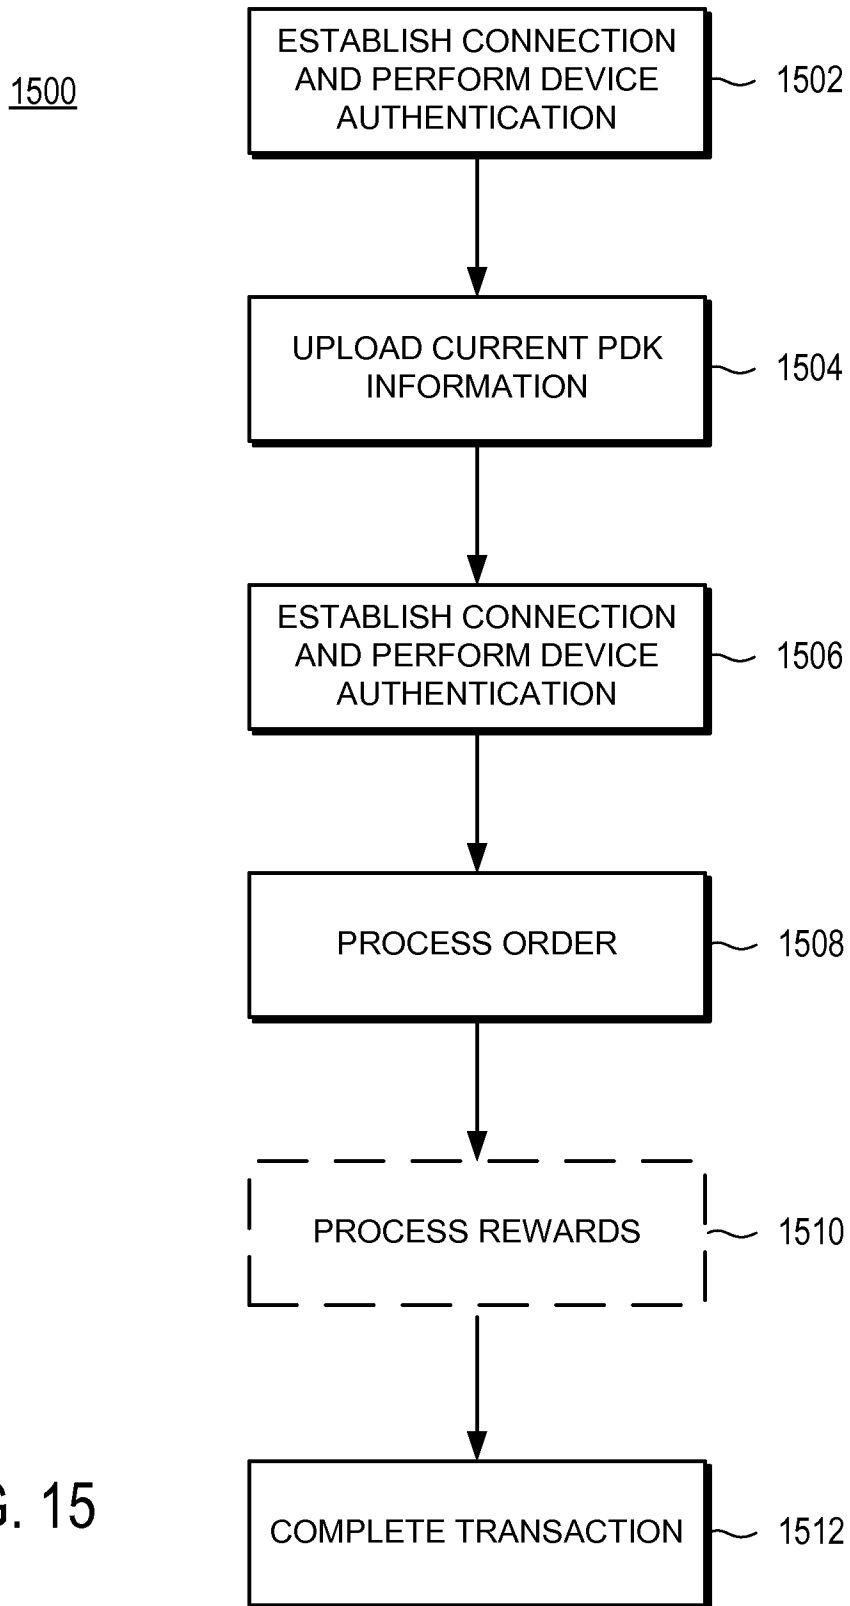 ESTABLISH CONNECTION
AND PERFORM DEVICE
AUTHENTICATION
1502
1500
UPLOAD CURRENT PDK
INFORMATION
1504
ESTABLISH CONNECTION
AND PERFORM DEVICE
AUTHENTICATION
1506
PROCESS ORDER
1508
PROCESS REWARDS
1510
G. 15
COMPLETE TRANSACTION
1512